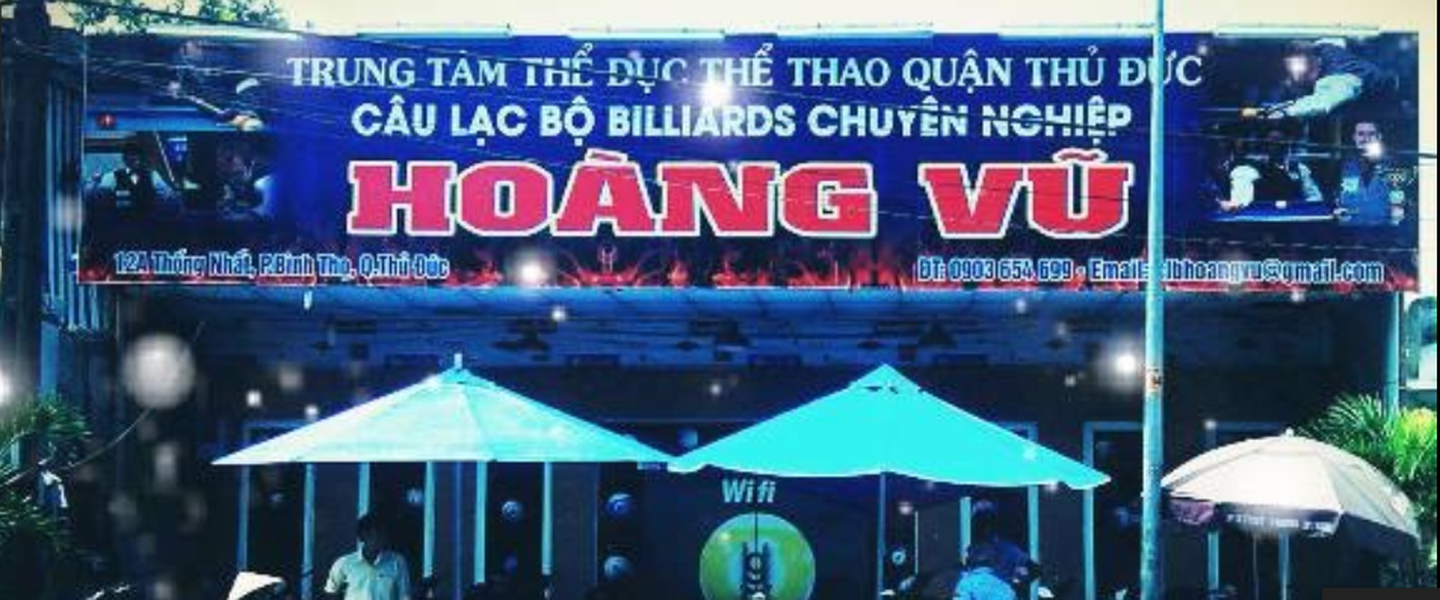 TRUNG TÂM THỂ DỤC THỂ THAO QUẬN THỦ ĐỨC
CÂU LẠC BỘ BILLIARDS CHUYÊN NGHIỆP
HOÀNG VŨ
12A Thống Nhất, P.Bình Thọ, Q.Thủ Đức
ĐT: 0903 654 699 - Email: clbhoangvu@gmail.com
Wifi